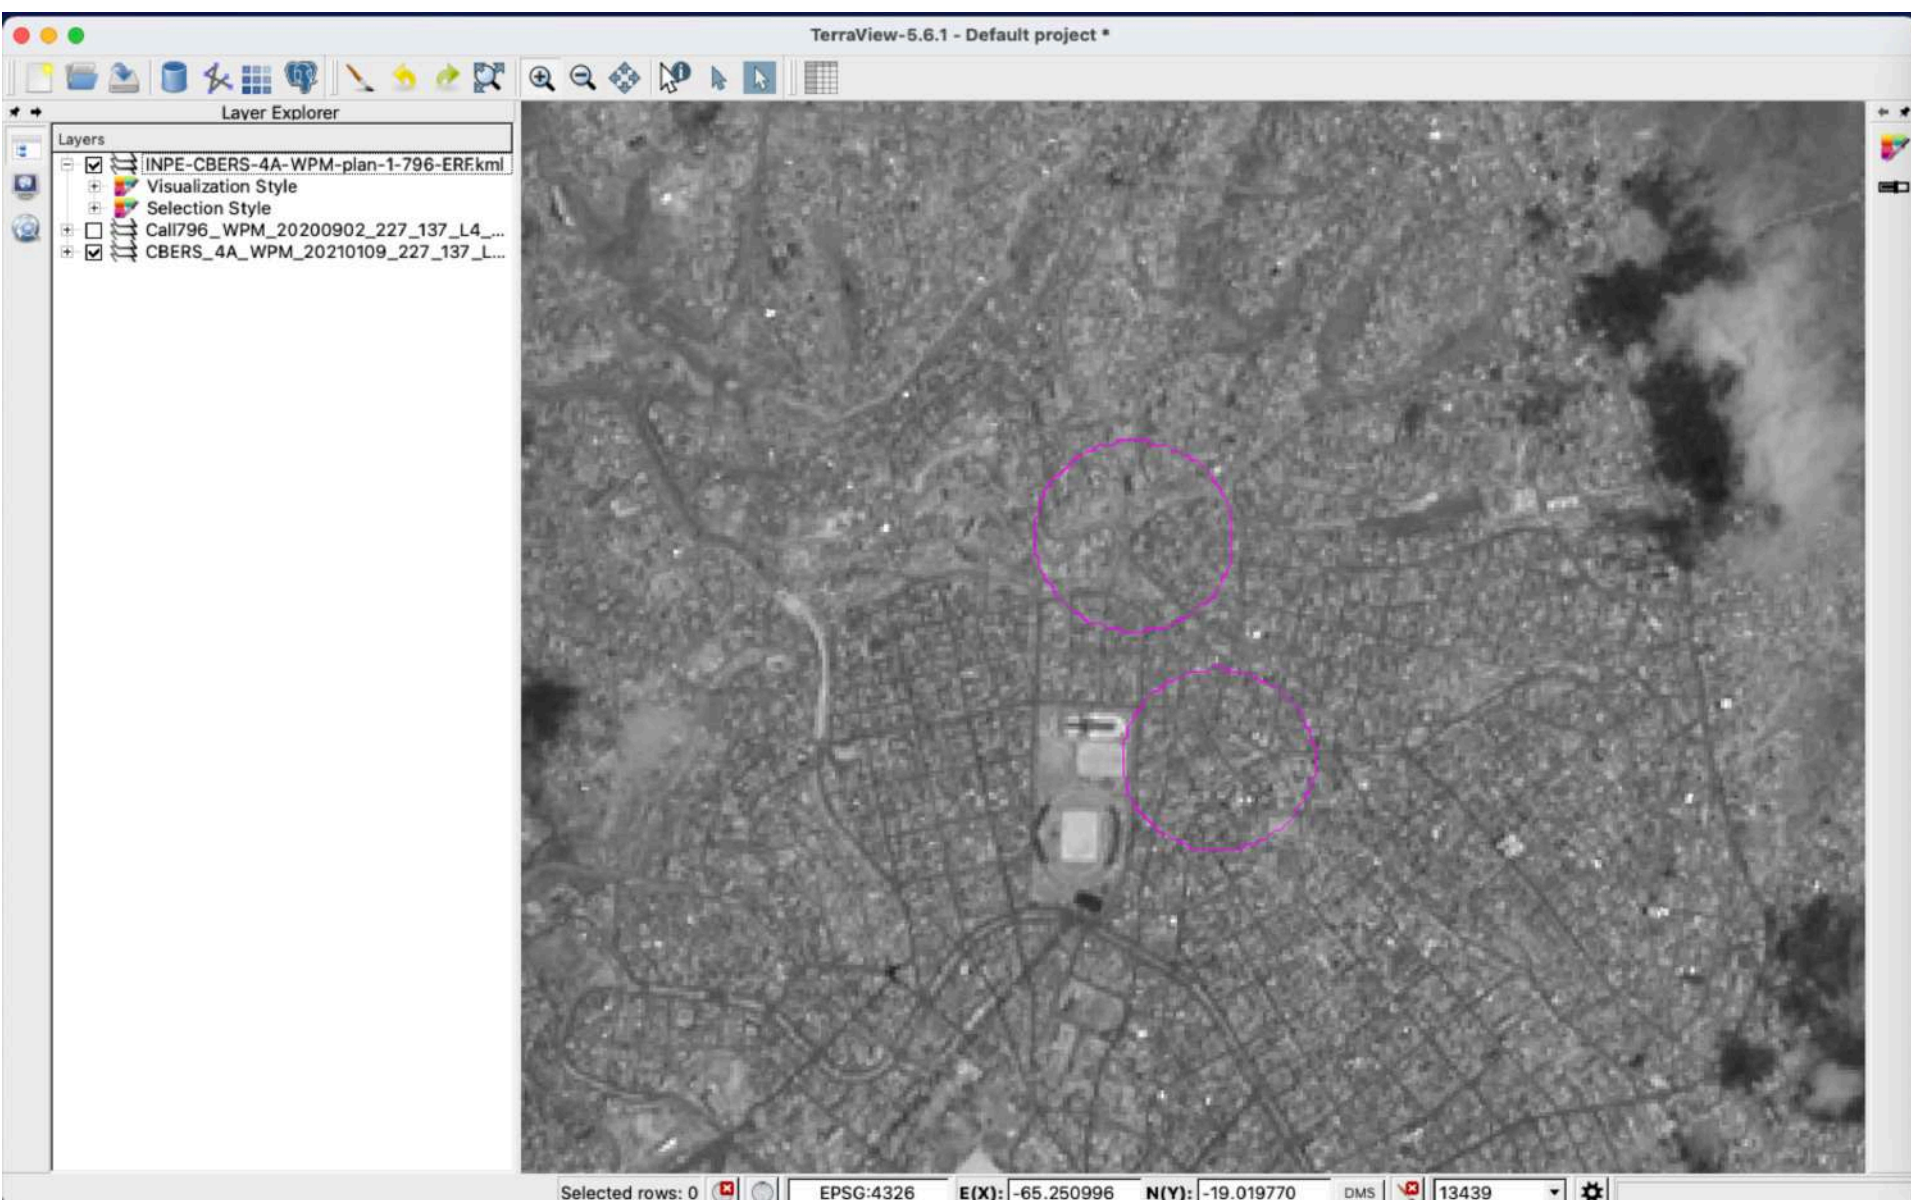 TerraView-5.6.1 - Default project *
Layer Explorer
Layers
INPE-CBERS-4A-WPM-plan-1-796-ERF.kml
Visualization Style
Selection Style
Call796_WPM_20200902_227_137_L4_...
CBERS_4A_WPM_20210109_227_137_L...
Selected rows: 0 EPSG:4326 E(X): -65.250996 N(Y): -19.019770 DMS 13439